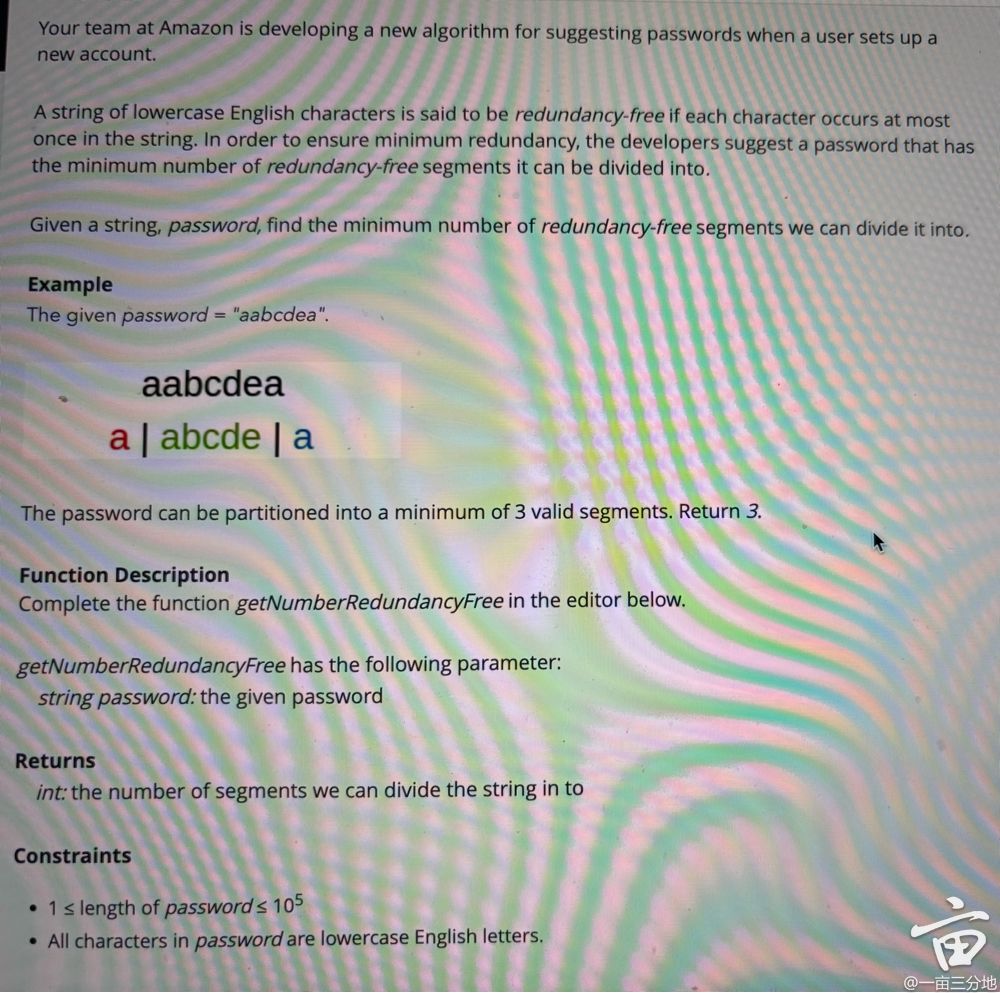 Your team at Amazon is developing a new algorithm for suggesting passwords when a user sets up a
new account.
A string of lowercase English characters is said to be redundancy-free if each character occurs at most
once in the string. In order to ensure minimum redundancy, the developers suggest a password that has
the minimum number of redundancy-free segments it can be divided into.
Given a string, password, find the minimum number of redundancy-free segments we can divide it into.
Example
The given password = "aabcdea".
aabcdea
a | abcde | a
The password can be partitioned into a minimum of 3 valid segments. Return 3.
Function Description
Complete the function getNumberRedundancyFree in the editor below.
getNumberRedundancyFree has the following parameter:
string password: the given password
Returns
int: the number of segments we can divide the string in to
Constraints
• 1 ≤ length of password ≤ 10⁵
• All characters in password are lowercase English letters.
亩
@一亩三分地